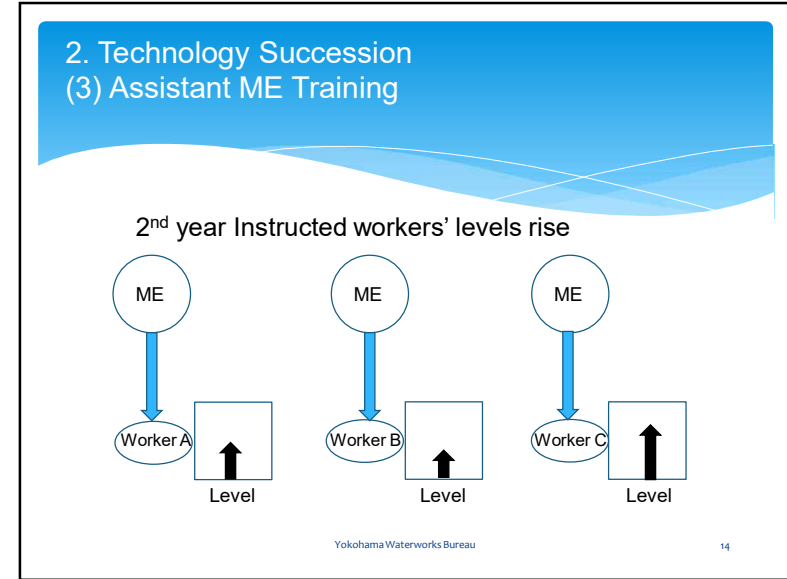 2. Technology Succession
(3) Assistant ME Training
2nd year Instructed workers’ levels rise
ME
ME
ME
Worker A
Worker B
Worker C
Level
Level
Level
Yokohama Waterworks Bureau
14